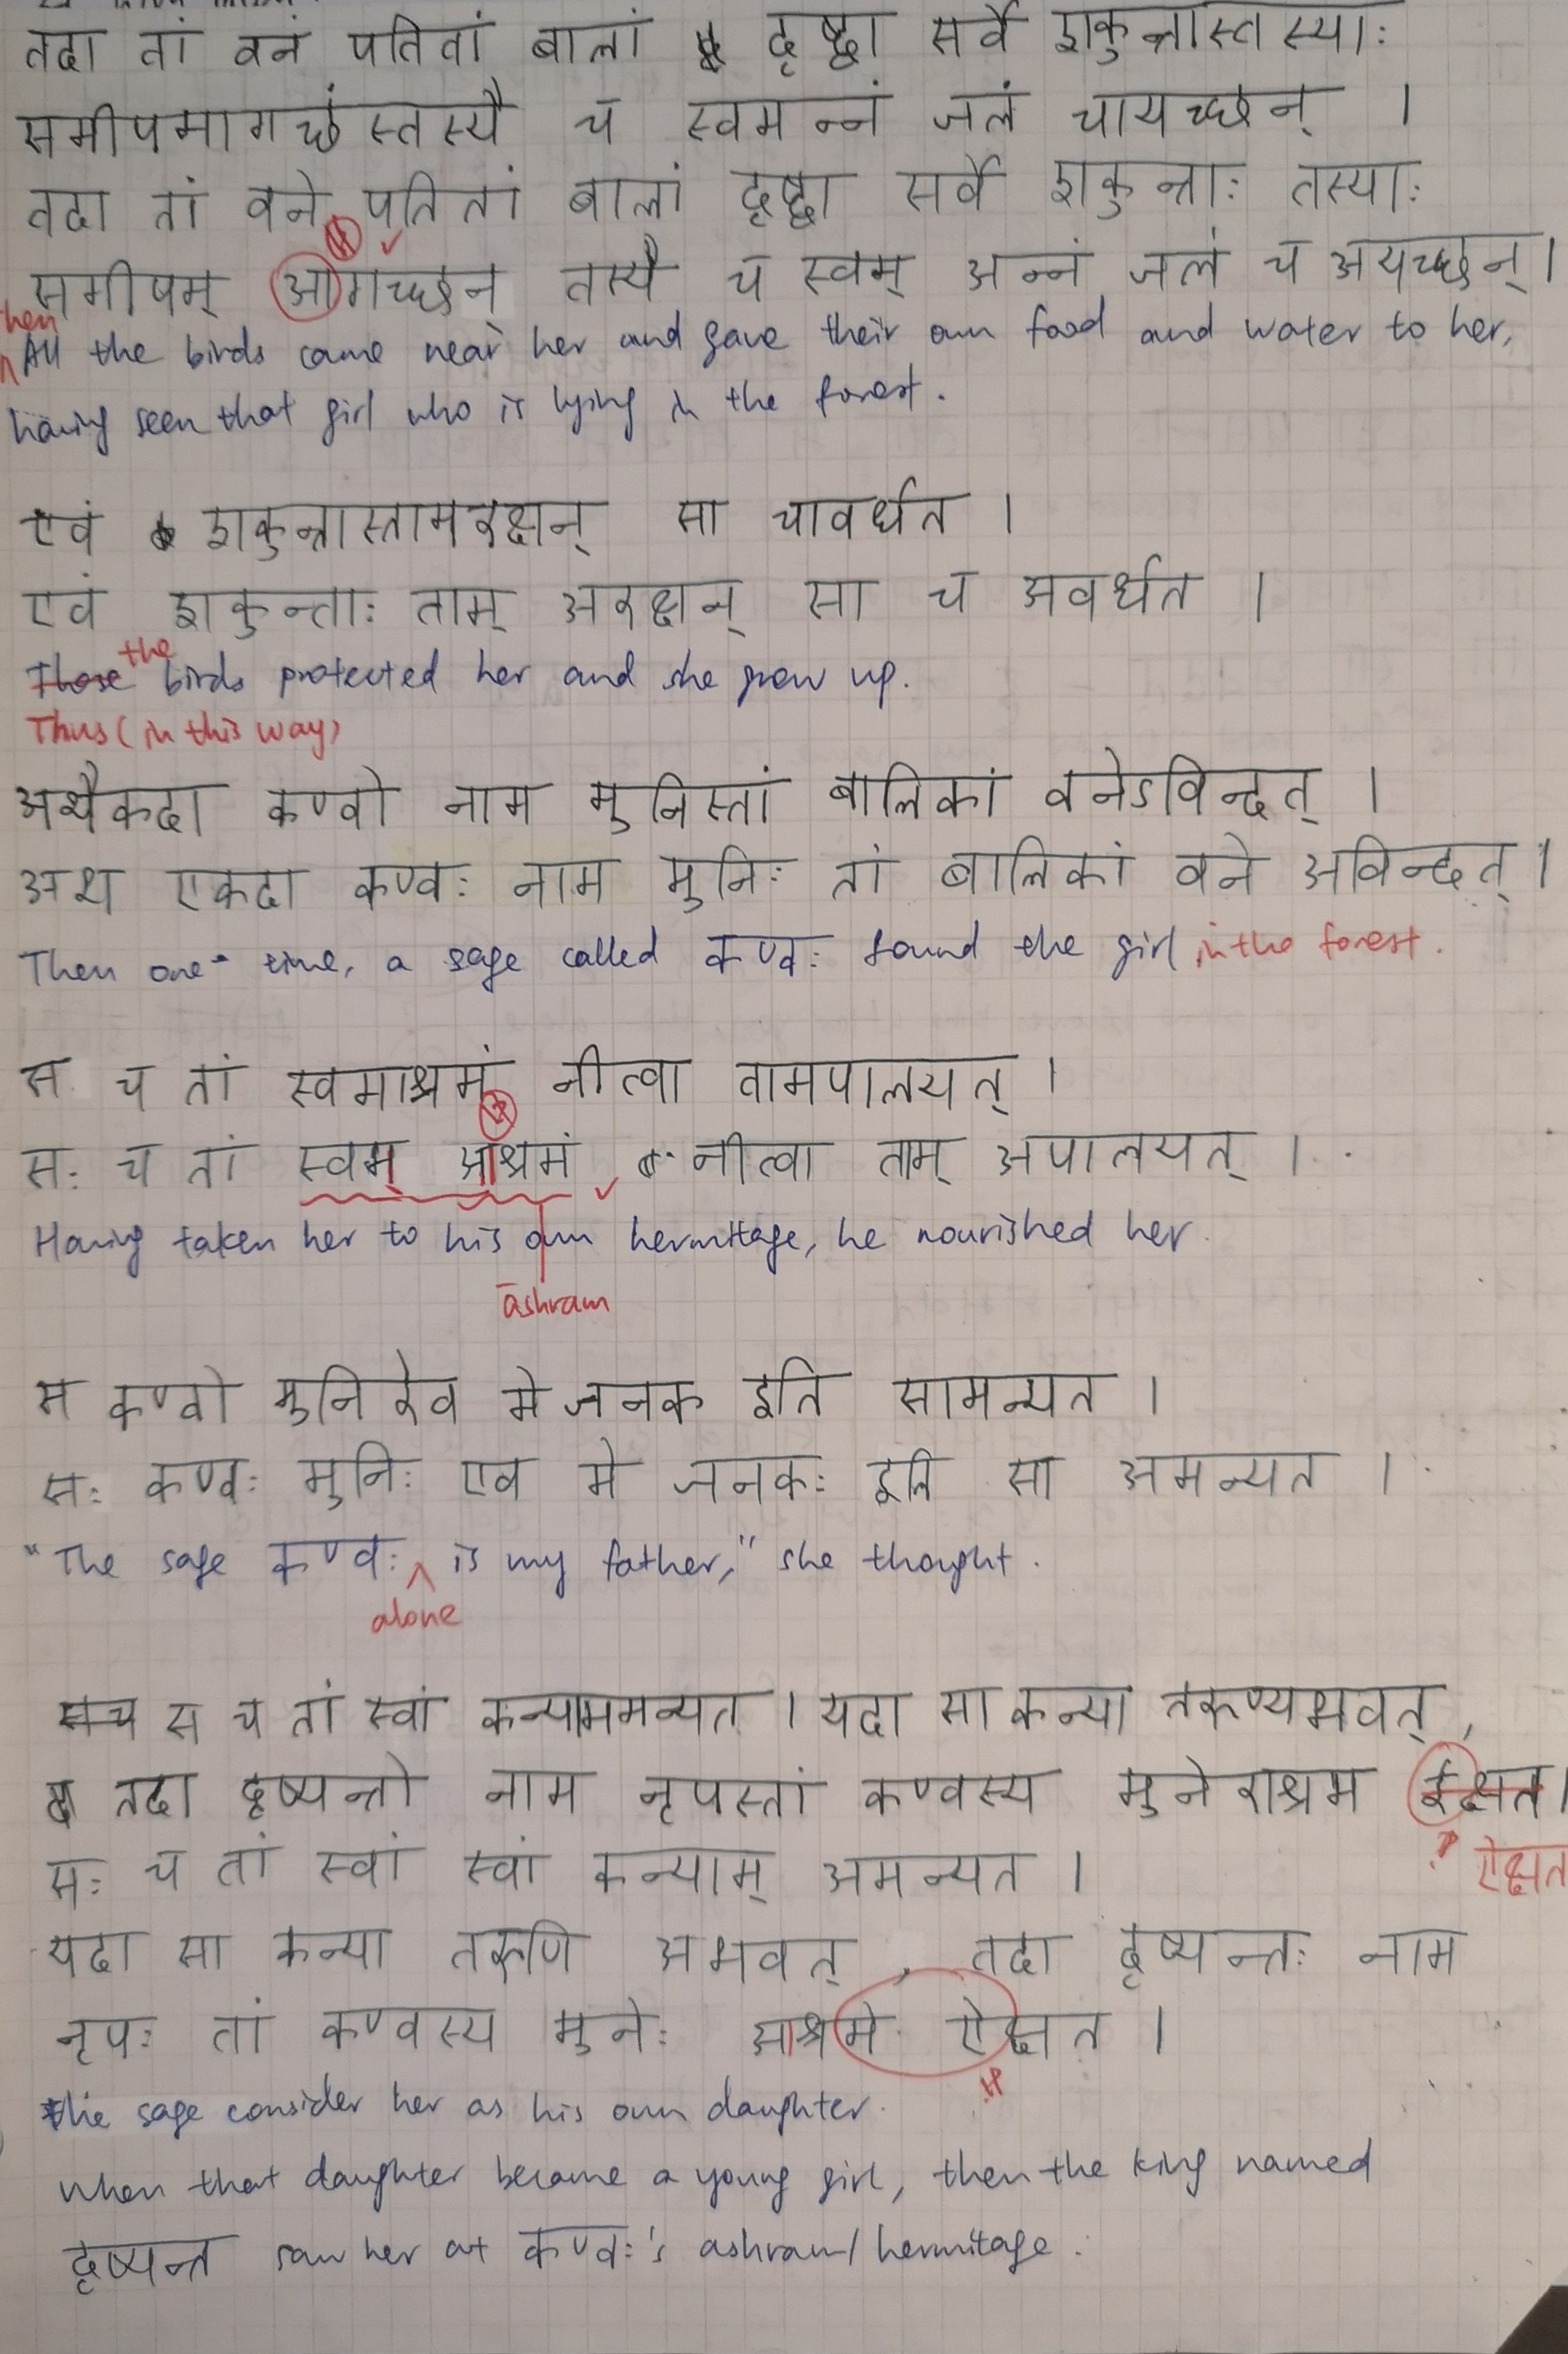 तदा तां वनं पतितां बालां दृष्ट्वा सर्वे शकुन्तास्तस्याः
समीपमागच्छंस्तस्यै च स्वमन्नं जलं चायच्छन् ।
तदा तां वने पतितां बालां दृष्ट्वा सर्वे शकुन्ताः तस्याः
समीपम् आगच्छन् तस्यै च स्वम् अन्नं जलं च अयच्छन् ।
then
All the birds came near her and gave their own food and water to her,
having seen that girl who is lying in the forest.
एवं शकुन्तास्तामरक्षन् सा चावर्धत ।
एवं शकुन्ताः ताम् अरक्षन् सा च अवर्धत ।
the
Those birds protected her and she grew up.
Thus (in this way)
अथैकदा कण्वो नाम मुनिस्तां बालिकां वनेऽविन्दत् ।
अथ एकदा कण्वः नाम मुनिः तां बालिकां वने अविन्दत् ।
Then one time, a sage called कण्वः found the girl in the forest.
स च तां स्वमाश्रमं नीत्वा तामपालयत् ।
सः च तां स्वम् आश्रमं नीत्वा ताम् अपालयत् ।
Having taken her to his own hermitage, he nourished her.
āshram
स कण्वो मुनिरेव मे जनक इति सामन्यत ।
सः कण्वः मुनिः एव मे जनकः इति सा अमन्यत ।
"The sage कण्वः is my father," she thought.
alone
स च तां स्वां कन्याममन्यत । यदा सा कन्या तरुण्यभवत्,
तदा दृष्यन्तो नाम नृपस्तां कण्वस्य मुनेराश्रम ईक्षत ।
ऐक्षत
सः च तां स्वां स्वां कन्याम् अमन्यत ।
यदा सा कन्या तरुणि अभवत्, तदा दृष्यन्तः नाम
नृपः तां कण्वस्य मुनेः आश्रमे ऐक्षत ।
the sage consider her as his own daughter.
when that daughter became a young girl, then the king named
दृष्यन्त saw her at कण्वः's ashram/hermitage.